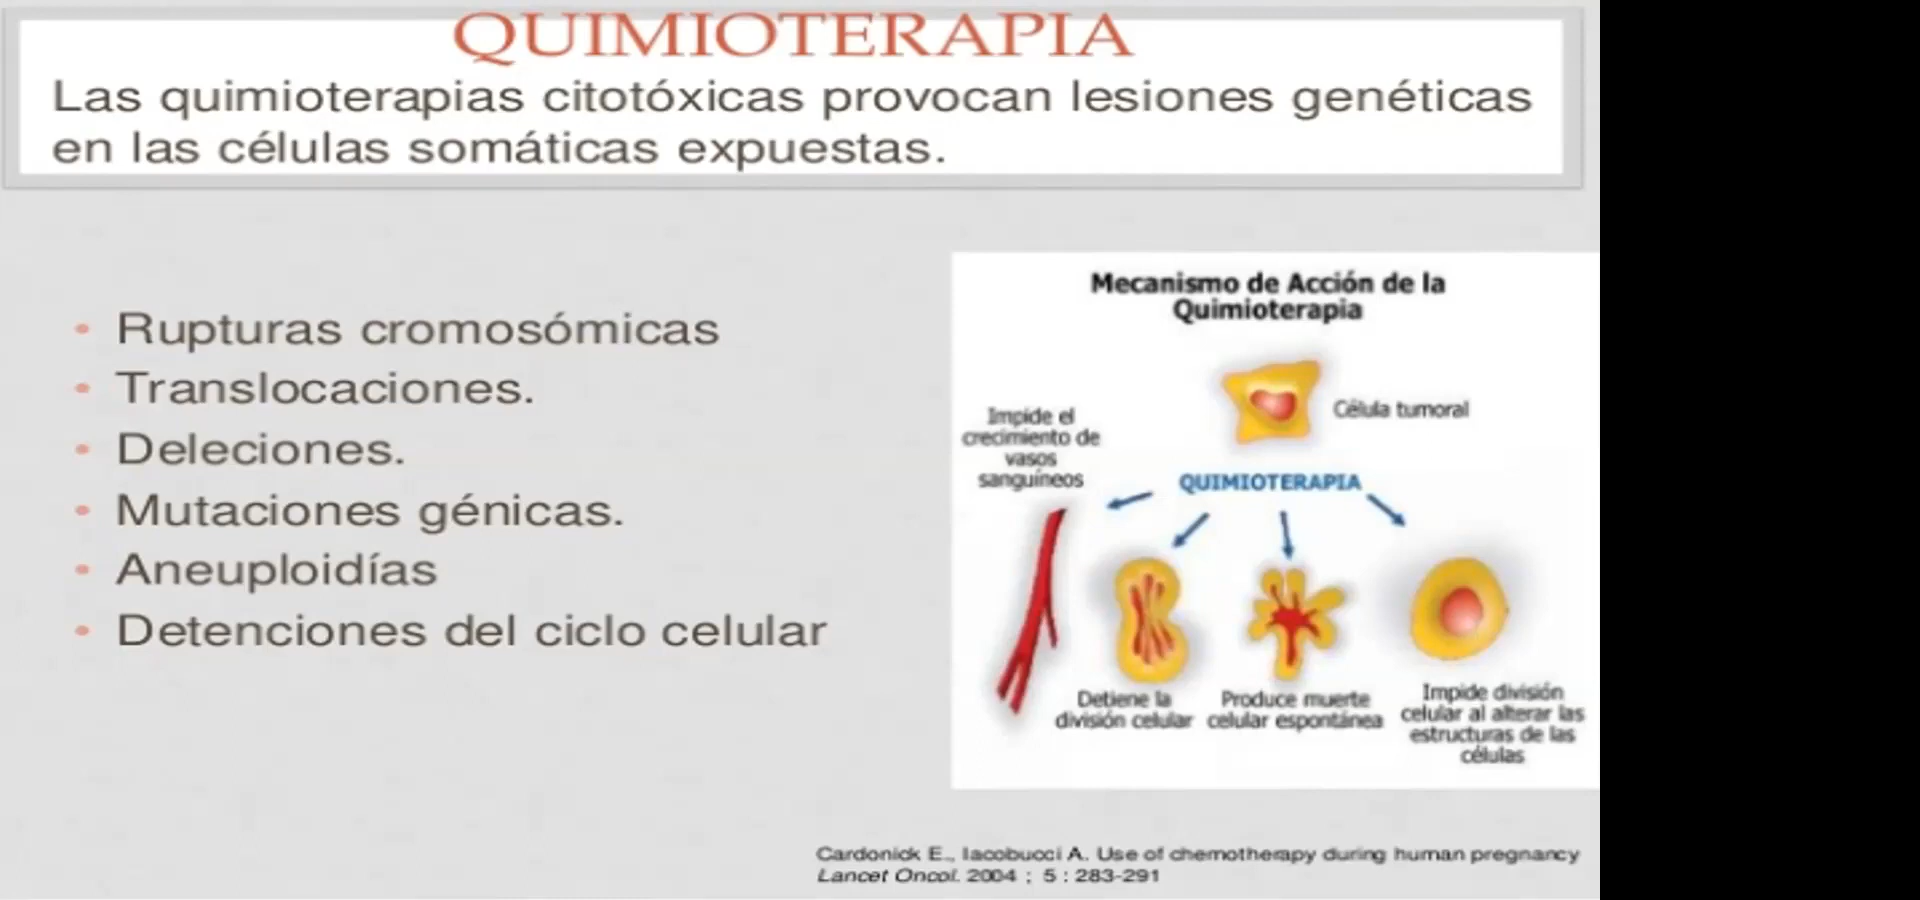 QUIMIOTERAPIA
Las quimioterapias citotóxicas provocan lesiones genéticas
en las células somáticas expuestas.
• Rupturas cromosómicas
• Translocaciones.
• Deleciones.
• Mutaciones génicas.
• Aneuploidías
• Detenciones del ciclo celular
Mecanismo de Acción de la
Quimioterapia
Célula tumoral
Impide el
crecimiento de
vasos
sanguíneos
QUIMIOTERAPIA
Detiene la
división celular
Produce muerte
celular espontánea
Impide división
celular al alterar las
estructuras de las
células
Cardonick E., Iacobucci A. Use of chemotherapy during human pregnancy
Lancet Oncol. 2004 ; 5 : 283-291